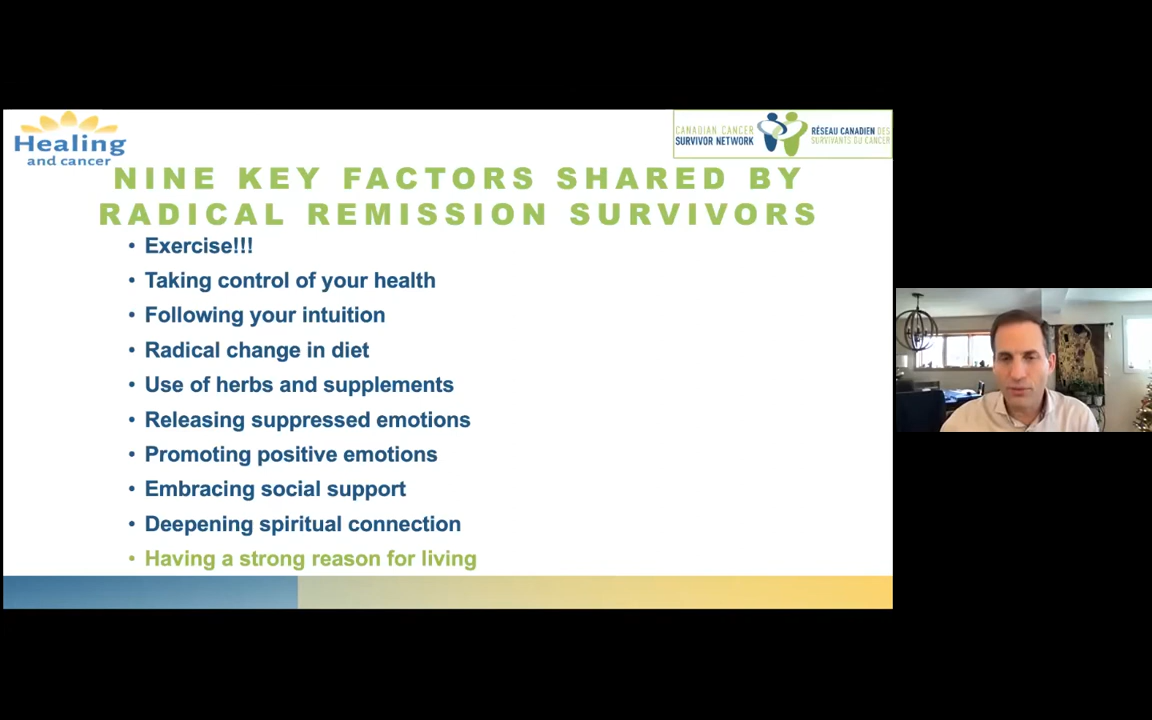 Healing
and cancer
CANADIAN CANCER
SURVIVOR NETWORK
RÉSEAU CANADIEN DES
SURVIVANTS DU CANCER
NINE KEY FACTORS SHARED BY
RADICAL REMISSION SURVIVORS
• Exercise!!!
• Taking control of your health
• Following your intuition
• Radical change in diet
• Use of herbs and supplements
• Releasing suppressed emotions
• Promoting positive emotions
• Embracing social support
• Deepening spiritual connection
• Having a strong reason for living